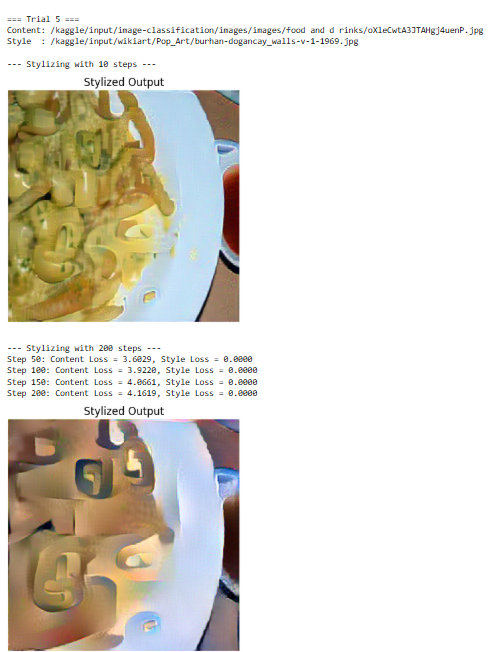 === Trial 5 ===
Content: /kaggle/input/image-classification/images/images/food and d rinks/oXleCwtA3JTAHgj4uenP.jpg
Style  : /kaggle/input/wikiart/Pop_Art/burhan-dogancay_walls-v-1-1969.jpg
--- Stylizing with 10 steps ---
Stylized Output
--- Stylizing with 200 steps ---
Step 50: Content Loss = 3.6029, Style Loss = 0.0000
Step 100: Content Loss = 3.9220, Style Loss = 0.0000
Step 150: Content Loss = 4.0661, Style Loss = 0.0000
Step 200: Content Loss = 4.1619, Style Loss = 0.0000
Stylized Output